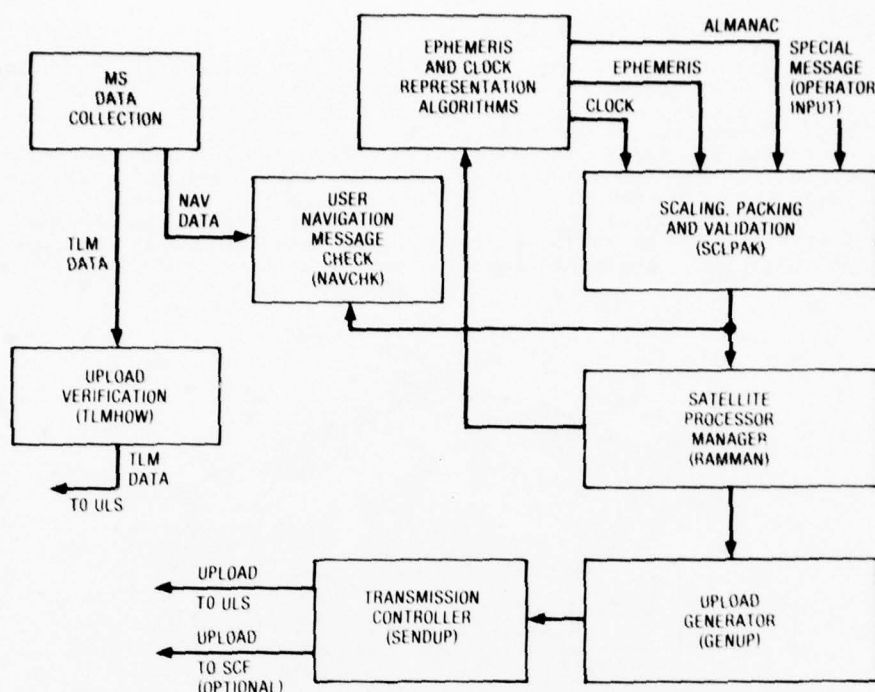 MS
DATA
COLLECTION
EPHEMERIS
AND CLOCK
REPRESENTATION
ALGORITHMS
ALMANAC
EPHEMERIS
CLOCK
SPECIAL
MESSAGE
(OPERATOR
INPUT)
NAV
DATA
TLM
DATA
USER
NAVIGATION
MESSAGE
CHECK
(NAVCHK)
SCALING, PACKING
AND VALIDATION
(SCLPAK)
UPLOAD
VERIFICATION
(TLMHOW)
TLM
DATA
TO ULS
SATELLITE
PROCESSOR
MANAGER
(RAMMAN)
UPLOAD
TO ULS
UPLOAD
TO SCF
(OPTIONAL)
TRANSMISSION
CONTROLLER
(SENDUP)
UPLOAD
GENERATOR
(GENUP)